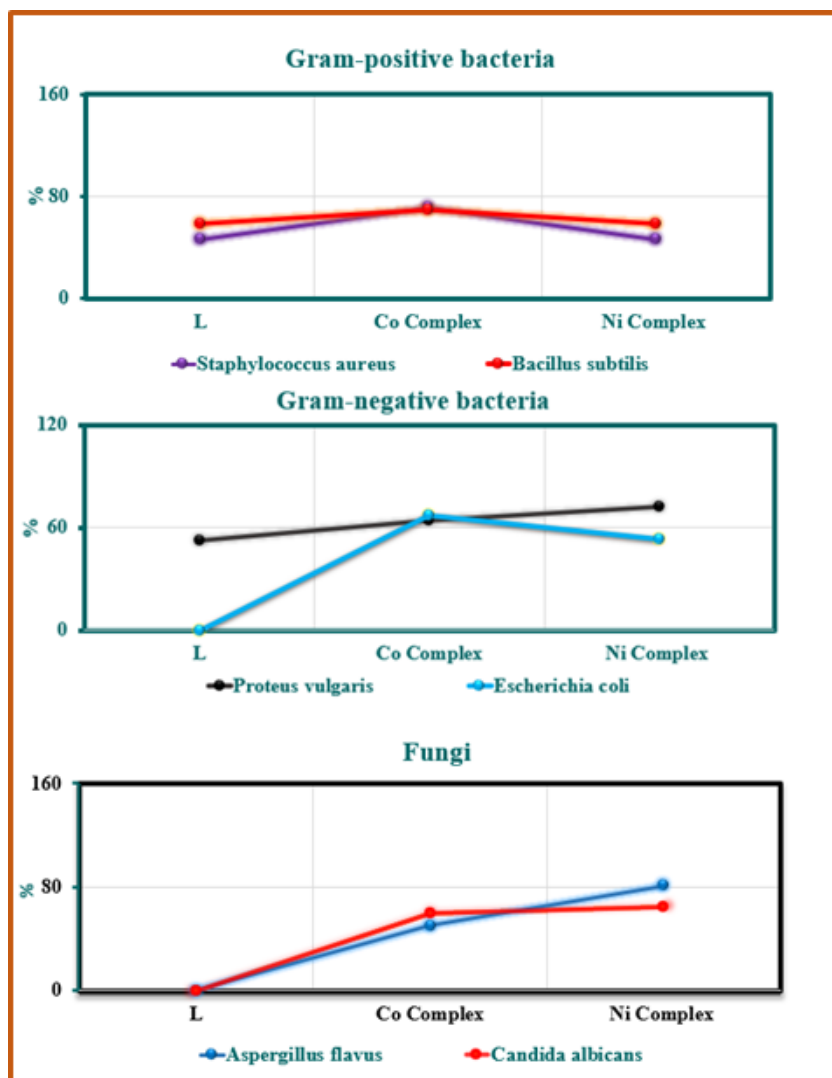 Gram-positive bacteria
160
80
%
0
L Co Complex Ni Complex
Staphylococcus aureus Bacillus subtilis
Gram-negative bacteria
120
60
%
0
L Co Complex Ni Complex
Proteus vulgaris Escherichia coli
Fungi
160
80
%
0
L Co Complex Ni Complex
Aspergillus flavus Candida albicans